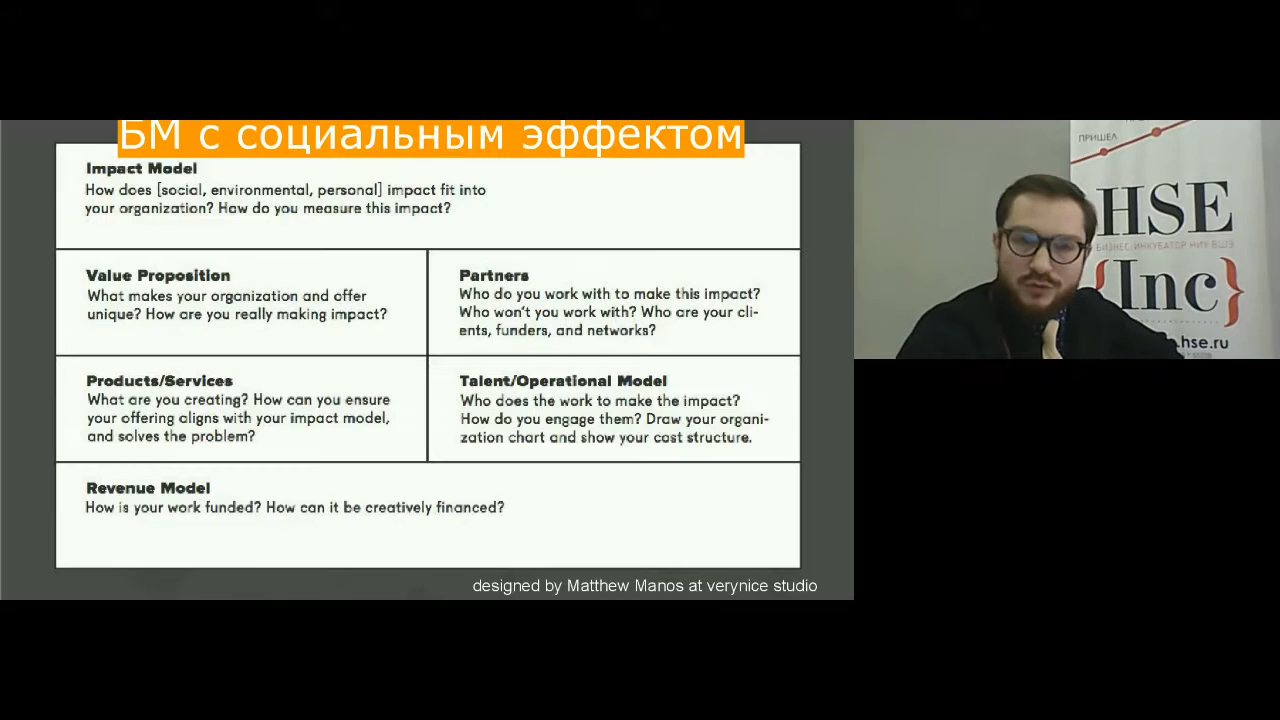 БМ с социальным эффектом
Impact Model
How does [social, environmental, personal] impact fit into
your organization? How do you measure this impact?
Value Proposition
What makes your organization and offer
unique? How are you really making impact?
Partners
Who do you work with to make this impact?
Who won't you work with? Who are your cli-
ents, funders, and networks?
Products/Services
What are you creating? How can you ensure
your offering aligns with your impact model,
and solves the problem?
Talent/Operational Model
Who does the work to make the impact?
How do you engage them? Draw your organi-
zation chart and show your cost structure.
Revenue Model
How is your work funded? How can it be creatively financed?
designed by Matthew Manos at verynice studio
ПРИШЕЛ
HSE
БИЗНЕС-ИНКУБАТОР НИУ ВШЭ
{Inc}
.hse.ru